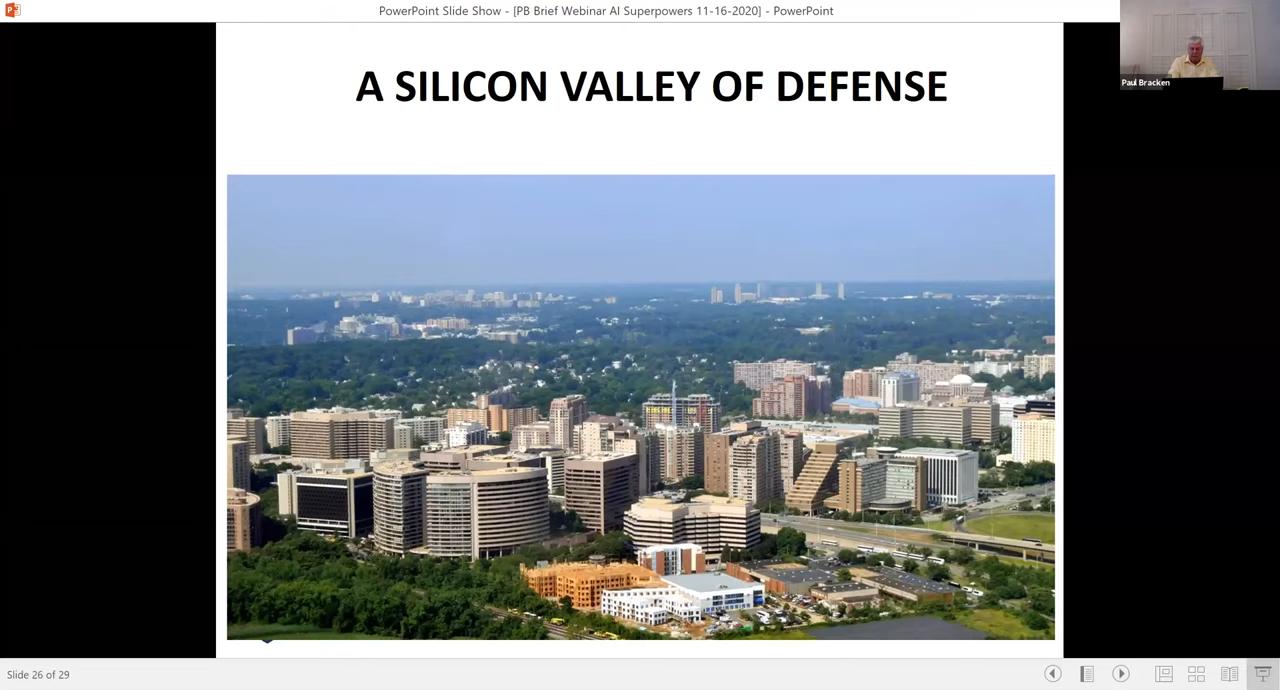 PowerPoint Slide Show - [PB Brief Webinar AI Superpowers 11-16-2020] - PowerPoint
Paul Bracken
A SILICON VALLEY OF DEFENSE
Slide 26 of 29